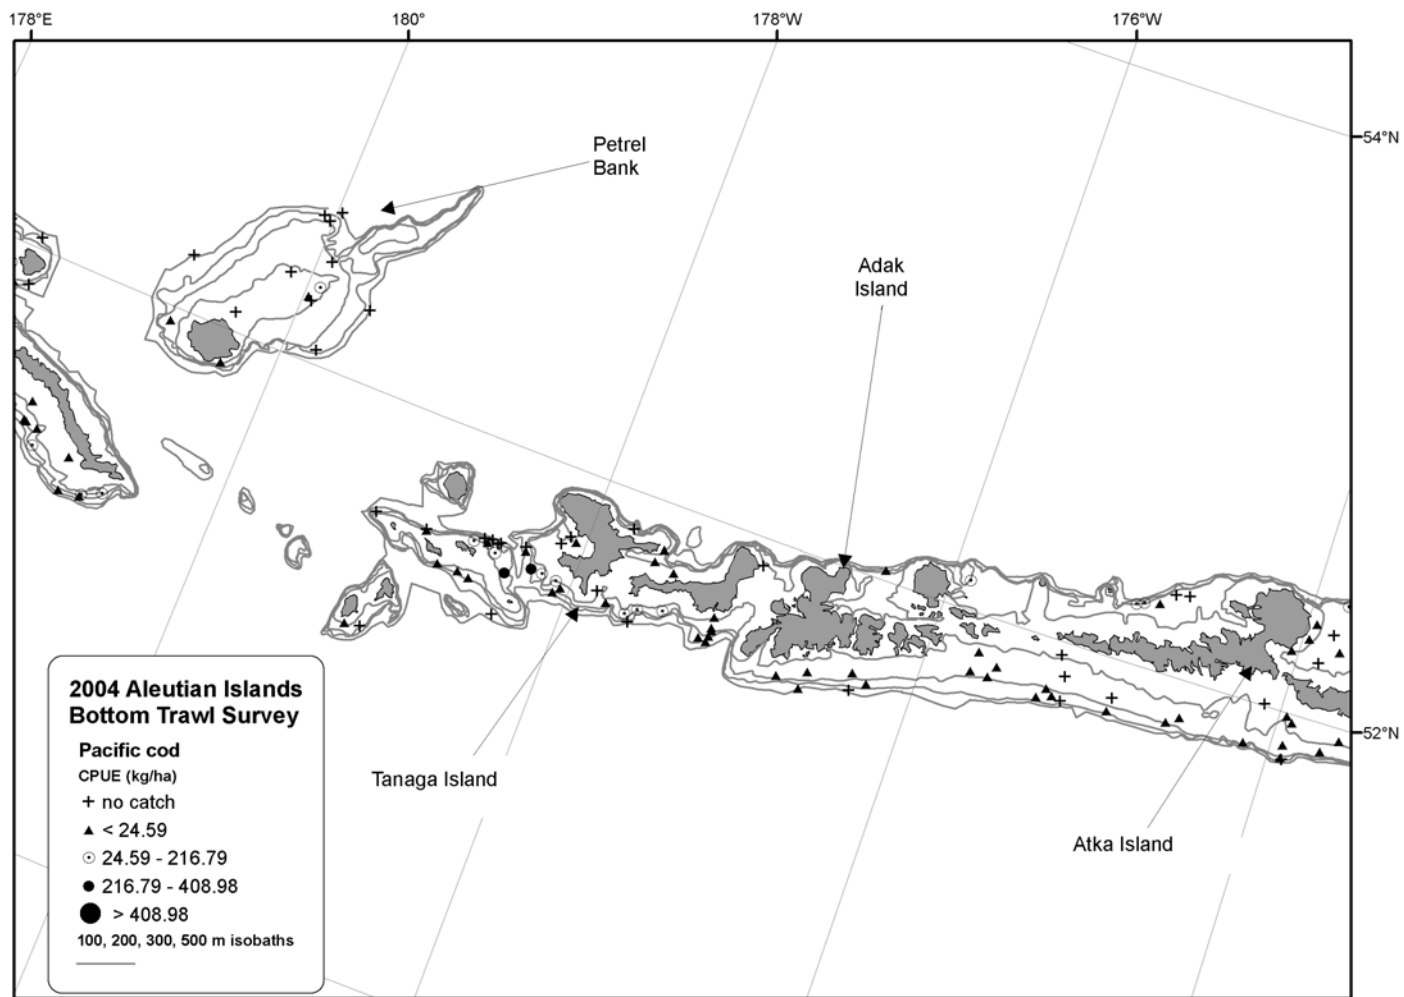 178°E
180°
178°W
176°W
54°N
Petrel
Bank
Adak
Island
2004 Aleutian Islands
Bottom Trawl Survey
Pacific cod
CPUE (kg/ha)
+ no catch
< 24.59
24.59 - 216.79
216.79 - 408.98
> 408.98
100, 200, 300, 500 m isobaths
Tanaga Island
52°N
Atka Island